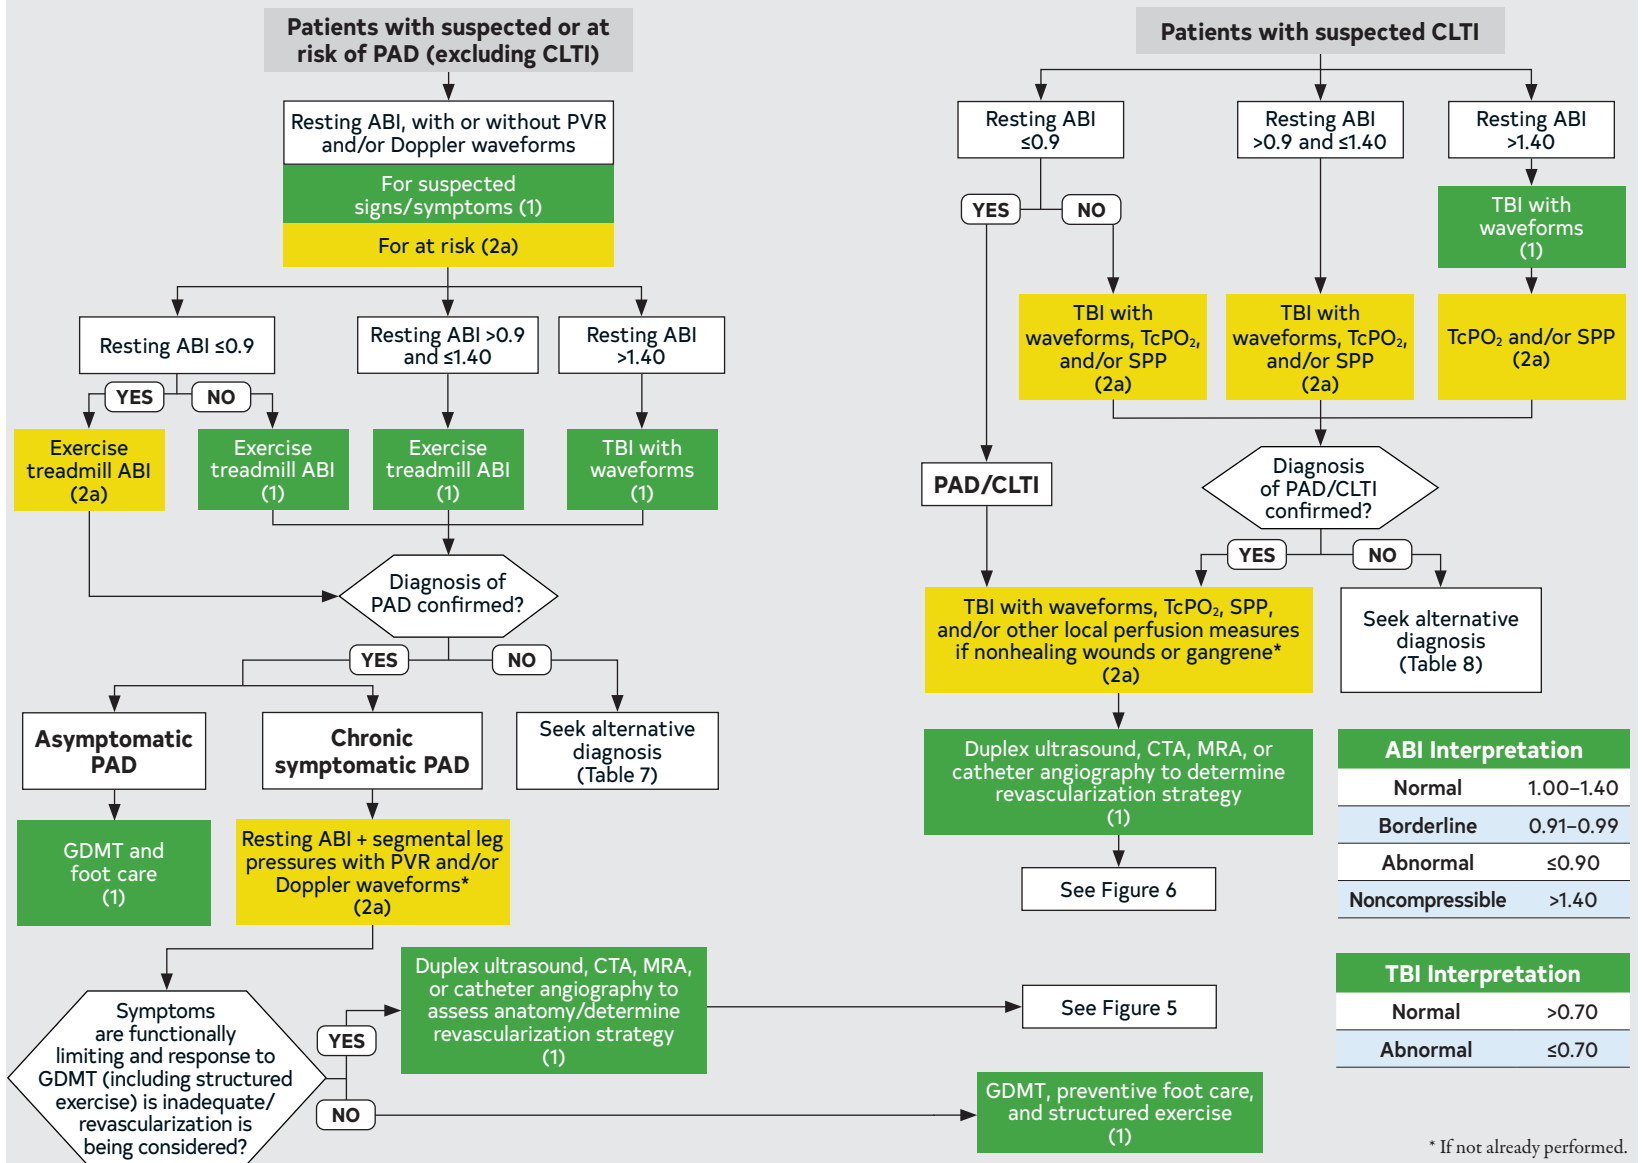 Patients with suspected or at
risk of PAD (excluding CLTI)
Resting ABI, with or without PVR
and/or Doppler waveforms
For suspected
signs/symptoms (1)
For at risk (2a)
Resting ABI ≤0.9
Resting ABI >0.9
and ≤1.40
Resting ABI
>1.40
YES
NO
Exercise
treadmill ABI
(2a)
Exercise
treadmill ABI
(1)
Exercise
treadmill ABI
(1)
TBI with
waveforms
(1)
Diagnosis of
PAD confirmed?
YES
NO
Asymptomatic
PAD
Chronic
symptomatic PAD
Seek alternative
diagnosis
(Table 7)
GDMT and
foot care
(1)
Resting ABI + segmental leg
pressures with PVR and/or
Doppler waveforms*
(2a)
Symptoms
are functionally
limiting and response to
GDMT (including structured
exercise) is inadequate/
revascularization is
being considered?
YES
NO
Duplex ultrasound, CTA, MRA,
or catheter angiography to
assess anatomy/determine
revascularization strategy
(1)
See Figure 5
GDMT, preventive foot care,
and structured exercise
(1)
Patients with suspected CLTI
Resting ABI
≤0.9
Resting ABI
>0.9 and ≤1.40
Resting ABI
>1.40
YES
NO
TBI with
waveforms
(1)
TBI with
waveforms, TcPO₂,
and/or SPP
(2a)
TBI with
waveforms, TcPO₂,
and/or SPP
(2a)
TcPO₂ and/or SPP
(2a)
PAD/CLTI
Diagnosis
of PAD/CLTI
confirmed?
YES
NO
TBI with waveforms, TcPO₂, SPP,
and/or other local perfusion measures
if nonhealing wounds or gangrene*
(2a)
Seek alternative
diagnosis
(Table 8)
Duplex ultrasound, CTA, MRA, or
catheter angiography to determine
revascularization strategy
(1)
See Figure 6
ABI Interpretation
Normal 1.00–1.40
Borderline 0.91–0.99
Abnormal ≤0.90
Noncompressible >1.40
TBI Interpretation
Normal >0.70
Abnormal ≤0.70
* If not already performed.